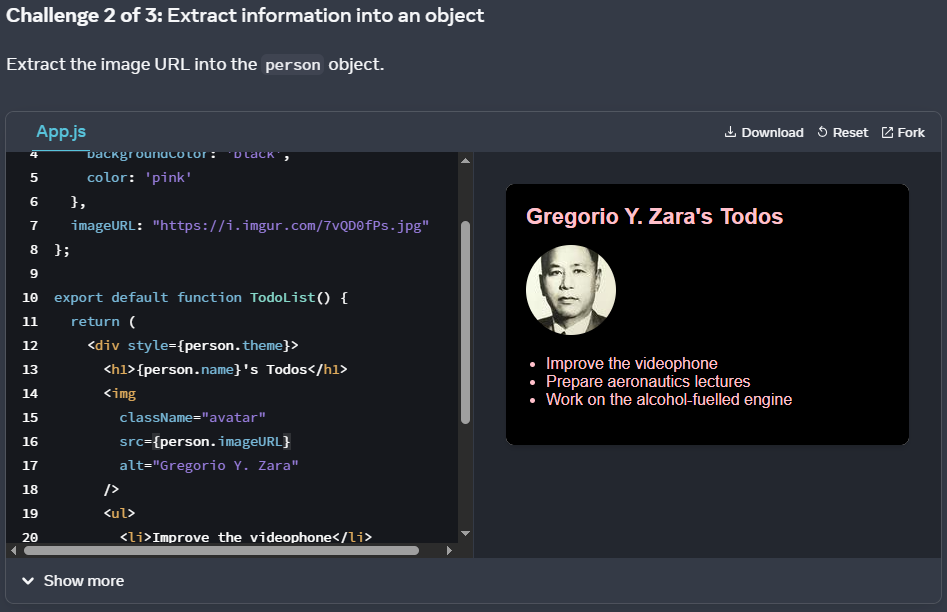 Challenge 2 of 3: Extract information into an object
Extract the image URL into the person object.
App.js
Download Reset Fork
4 backgroundColor: 'black',
5 color: 'pink'
6 },
7 imageURL: "https://i.imgur.com/7vQD0fPs.jpg"
8 };
9
10 export default function TodoList() {
11 return (
12 <div style={person.theme}>
13 <h1>{person.name}'s Todos</h1>
14 <img
15 className="avatar"
16 src={person.imageURL}
17 alt="Gregorio Y. Zara"
18 />
19 <ul>
20 <li>Improve the videophone</li>
Gregorio Y. Zara's Todos
• Improve the videophone
• Prepare aeronautics lectures
• Work on the alcohol-fuelled engine
Show more